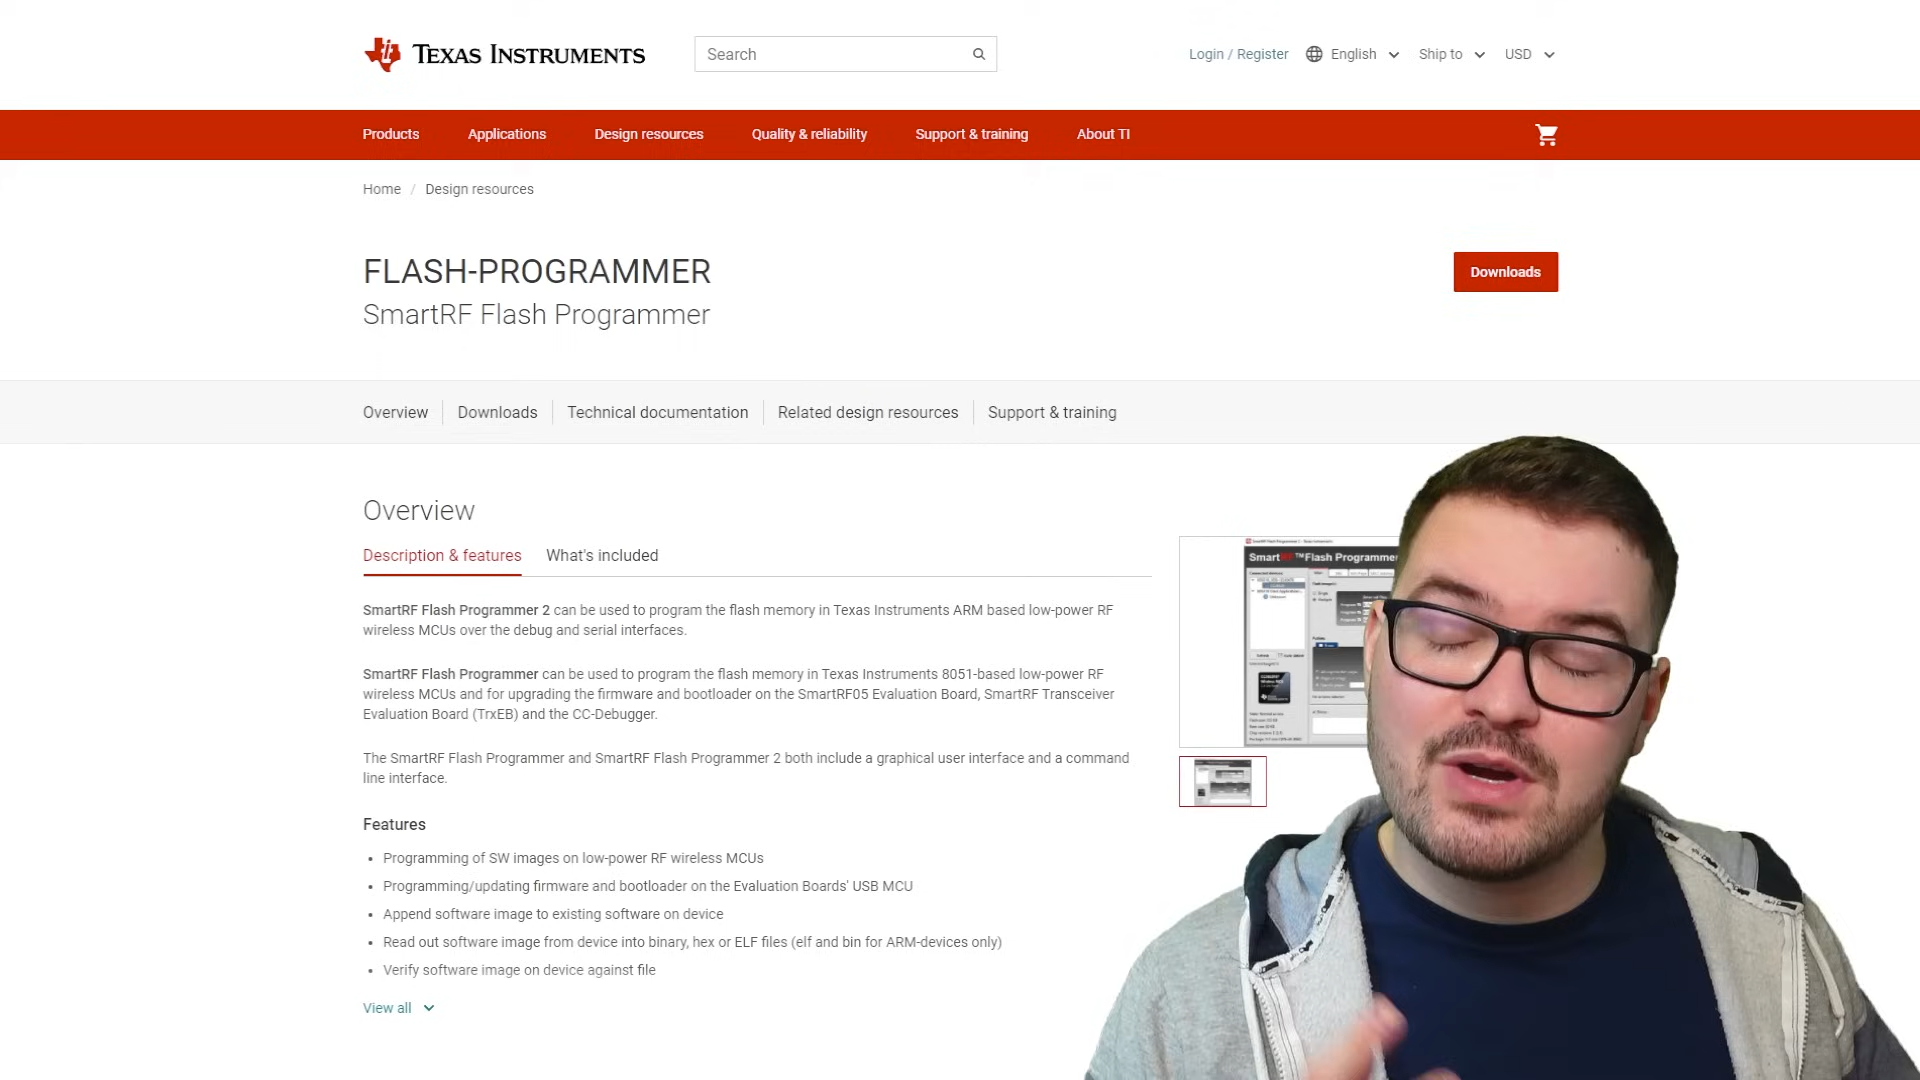 TEXAS INSTRUMENTS
Search
Login / Register
English
Ship to
USD
Products
Applications
Design resources
Quality & reliability
Support & training
About TI
Home / Design resources
FLASH-PROGRAMMER
Downloads
SmartRF Flash Programmer
Overview
Downloads
Technical documentation
Related design resources
Support & training
Overview
Description & features
What's included
SmartRF Flash Programmer 2 can be used to program the flash memory in Texas Instruments ARM based low-power RF
wireless MCUs over the debug and serial interfaces.
SmartRF Flash Programmer can be used to program the flash memory in Texas Instruments 8051-based low-power RF
wireless MCUs and for upgrading the firmware and bootloader on the SmartRF05 Evaluation Board, SmartRF Transceiver
Evaluation Board (TrxEB) and the CC-Debugger.
The SmartRF Flash Programmer and SmartRF Flash Programmer 2 both include a graphical user interface and a command
line interface.
Features
• Programming of SW images on low-power RF wireless MCUs
• Programming/updating firmware and bootloader on the Evaluation Boards' USB MCU
• Append software image to existing software on device
• Read out software image from device into binary, hex or ELF files (elf and bin for ARM-devices only)
• Verify software image on device against file
View all
SmartRF™Flash Programmer